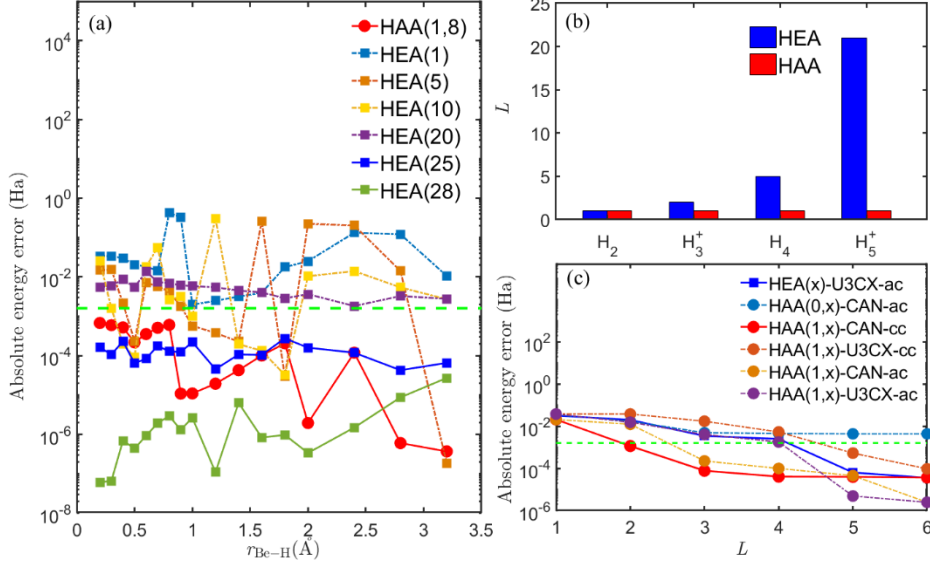 (a)
HAA(1,8)
HEA(1)
HEA(5)
HEA(10)
HEA(20)
HEA(25)
HEA(28)
Absolute energy error (Ha)
10^4
10^2
10^0
10^-2
10^-4
10^-6
10^-8
0 0.5 1 1.5 2 2.5 3 3.5
r_Be−H(Å)
(b)
HEA
HAA
L
25
20
15
10
5
0
H_2 H_3^+ H_4 H_5^+
(c)
HEA(x)-U3CX-ac
HAA(0,x)-CAN-ac
HAA(1,x)-CAN-cc
HAA(1,x)-U3CX-cc
HAA(1,x)-CAN-ac
HAA(1,x)-U3CX-ac
Absolute energy error (Ha)
10^2
10^0
10^-2
10^-4
10^-6
1 2 3 4 5 6
L